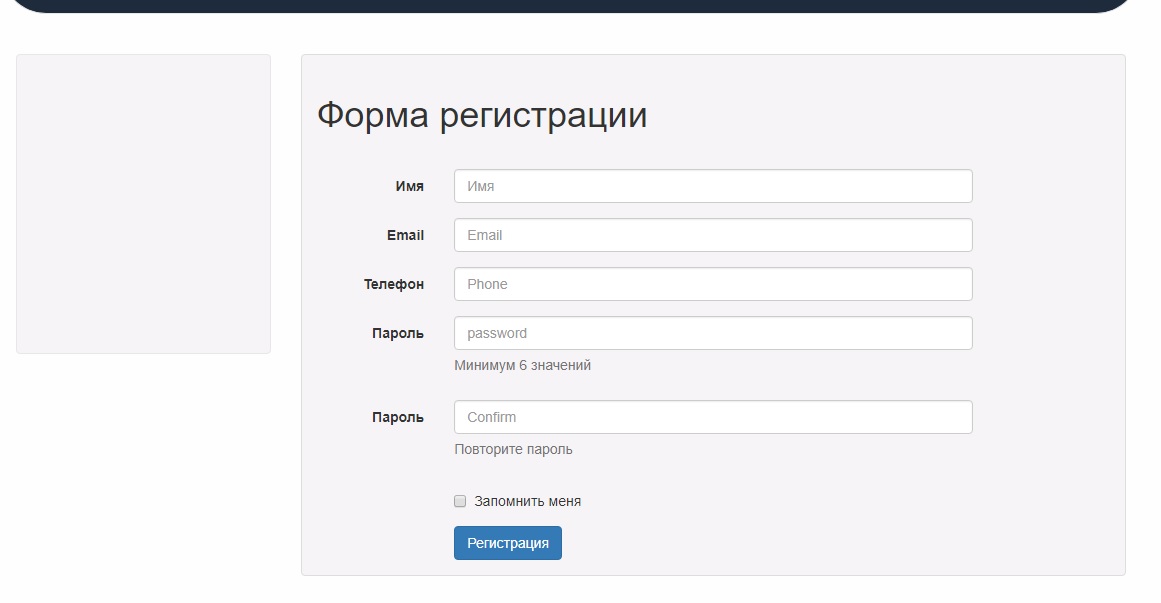 Форма регистрации
Имя Имя
Email Email
Телефон Phone
Пароль password
Минимум 6 значений
Пароль Confirm
Повторите пароль
Запомнить меня
Регистрация